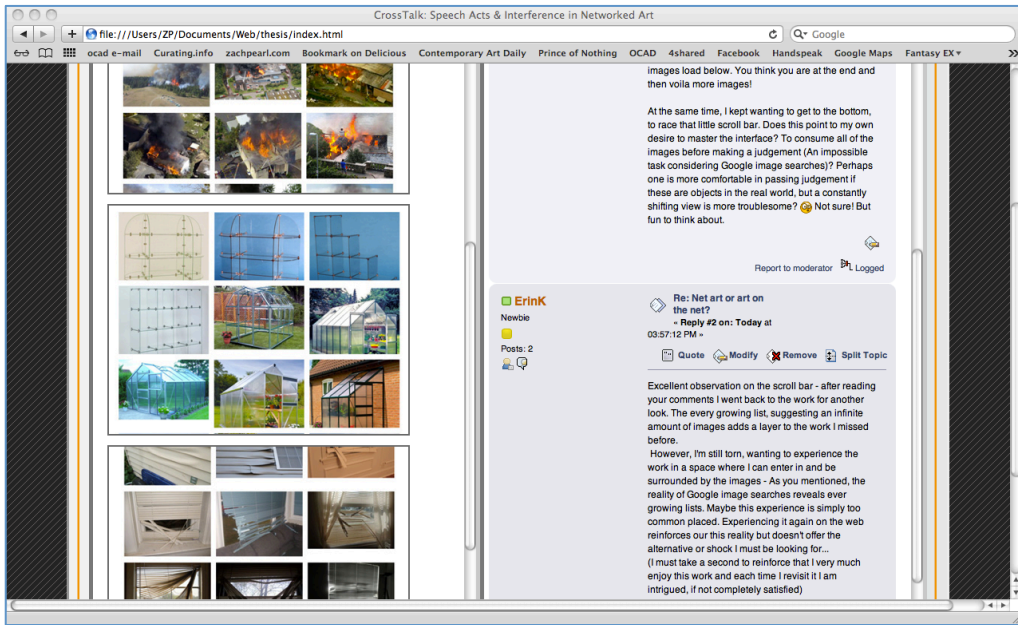 CrossTalk: Speech Acts & Interference in Networked Art
file:///Users/ZP/Documents/Web/thesis/index.html
Google
ocad e-mail Curating.info zachpearl.com Bookmark on Delicious Contemporary Art Daily Prince of Nothing OCAD 4shared Facebook Handspeak Google Maps Fantasy EX
images load below. You think you are at the end and
then voila more images!
At the same time, I kept wanting to get to the bottom,
to race that little scroll bar. Does this point to my own
desire to master the interface? To consume all of the
images before making a judgement (An impossible
task considering Google image searches)? Perhaps
one is more comfortable in passing judgement if
these are objects in the real world, but a constantly
shifting view is more troublesome? Not sure! But
fun to think about.
Report to moderator Logged
ErinK
Newbie
Posts: 2
Re: Net art or art on
the net?
« Reply #2 on: Today at
03:57:12 PM »
Quote Modify Remove Split Topic
Excellent observation on the scroll bar - after reading
your comments I went back to the work for another
look. The every growing list, suggesting an infinite
amount of images adds a layer to the work I missed
before.
However, I'm still torn, wanting to experience the
work in a space where I can enter in and be
surrounded by the images - As you mentioned, the
reality of Google image searches reveals ever
growing lists. Maybe this experience is simply too
common placed. Experiencing it again on the web
reinforces our this reality but doesn't offer the
alternative or shock I must be looking for...
(I must take a second to reinforce that I very much
enjoy this work and each time I revisit it I am
intrigued, if not completely satisfied)